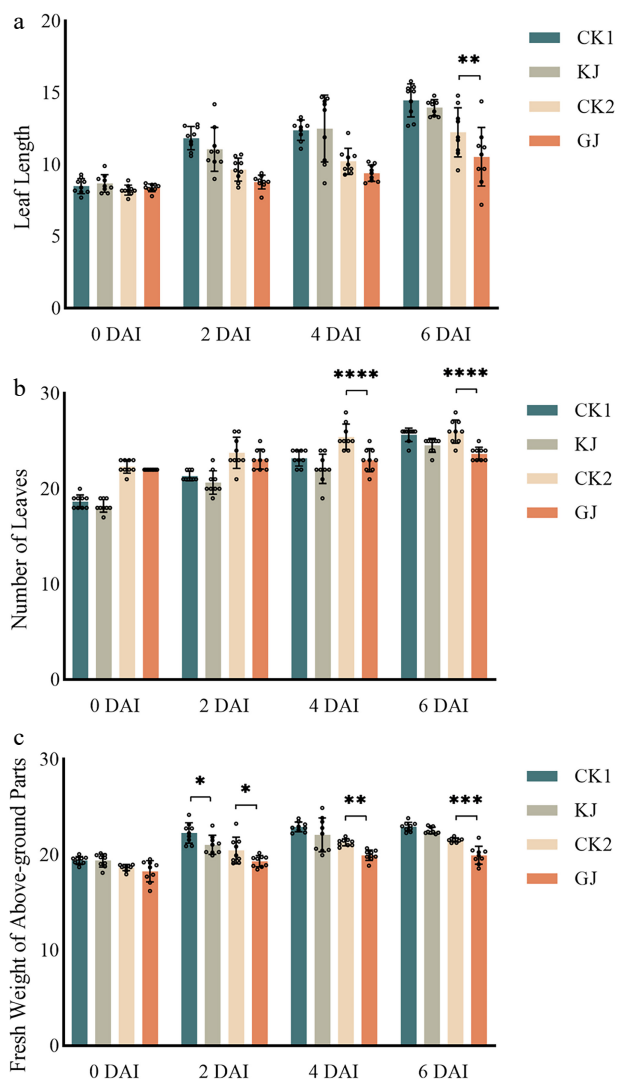 a
Leaf Length
20
15
10
5
0
**
CK1
KJ
CK2
GJ
0 DAI
2 DAI
4 DAI
6 DAI
b
Number of Leaves
30
20
10
0
****
****
CK1
KJ
CK2
GJ
0 DAI
2 DAI
4 DAI
6 DAI
c
Fresh Weight of Above-ground Parts
30
20
10
0
*
*
**
***
CK1
KJ
CK2
GJ
0 DAI
2 DAI
4 DAI
6 DAI